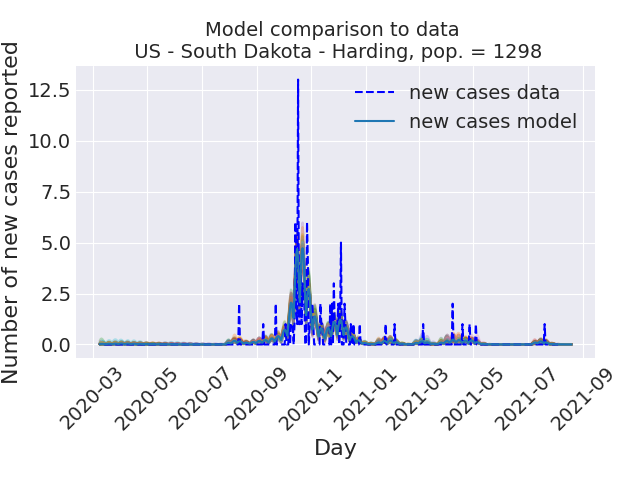 Model comparison to data
US - South Dakota - Harding, pop. = 1298
Number of new cases reported
12.5
10.0
7.5
5.0
2.5
0.0
new cases data
new cases model
2020-03
2020-05
2020-07
2020-09
2020-11
2021-01
2021-03
2021-05
2021-07
2021-09
Day